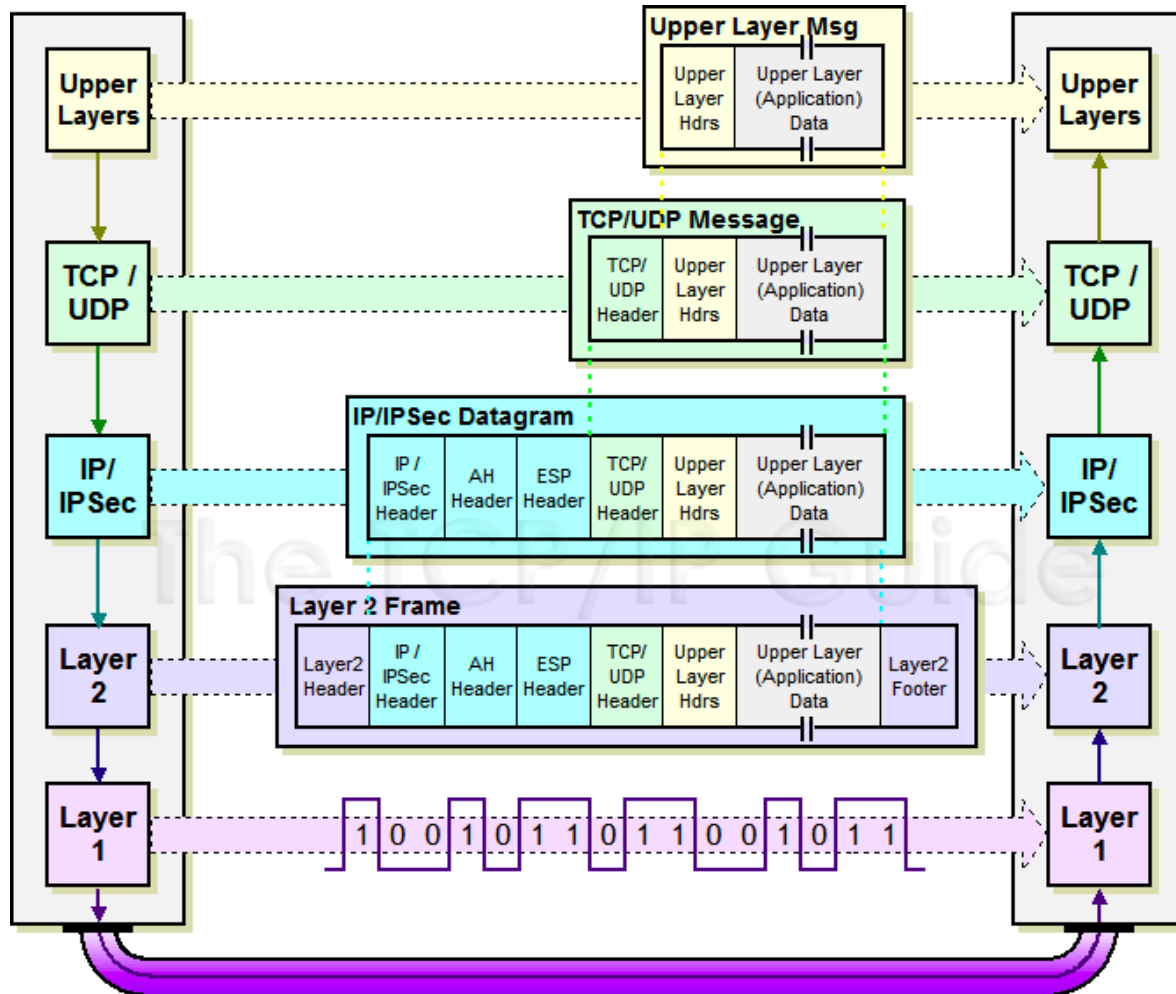 Upper Layer Msg
Upper
Layers
Upper
Layer
Hdrs
Upper Layer
(Application)
Data
Upper
Layers
TCP/UDP Message
TCP /
UDP
TCP/
UDP
Header
Upper
Layer
Hdrs
Upper Layer
(Application)
Data
TCP /
UDP
IP/IPSec Datagram
IP/
IPSec
IP /
IPSec
Header
AH
Header
ESP
Header
TCP/
UDP
Header
Upper
Layer
Hdrs
Upper Layer
(Application)
Data
IP/
IPSec
The TCP/IP Guide
Layer 2 Frame
Layer
2
Layer2
Header
IP /
IPSec
Header
AH
Header
ESP
Header
TCP/
UDP
Header
Upper
Layer
Hdrs
Upper Layer
(Application)
Data
Layer2
Footer
Layer
2
Layer
1
1 0 0 1 0 1 1 0 1 1 0 0 1 0 1 1
Layer
1